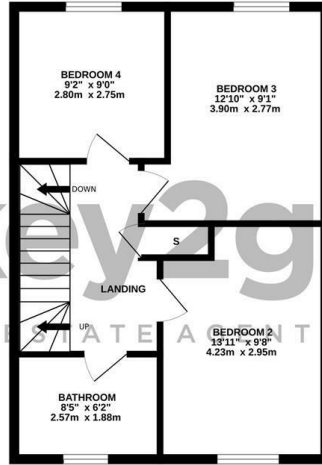 BEDROOM 4
9'2" x 9'0"
2.80m x 2.75m
BEDROOM 3
12'10" x 9'1"
3.90m x 2.77m
DOWN
key2g
S
LANDING
UP
ESTATE AGENT
BEDROOM 2
13'11" x 9'8"
4.23m x 2.95m
BATHROOM
8'5" x 6'2"
2.57m x 1.88m